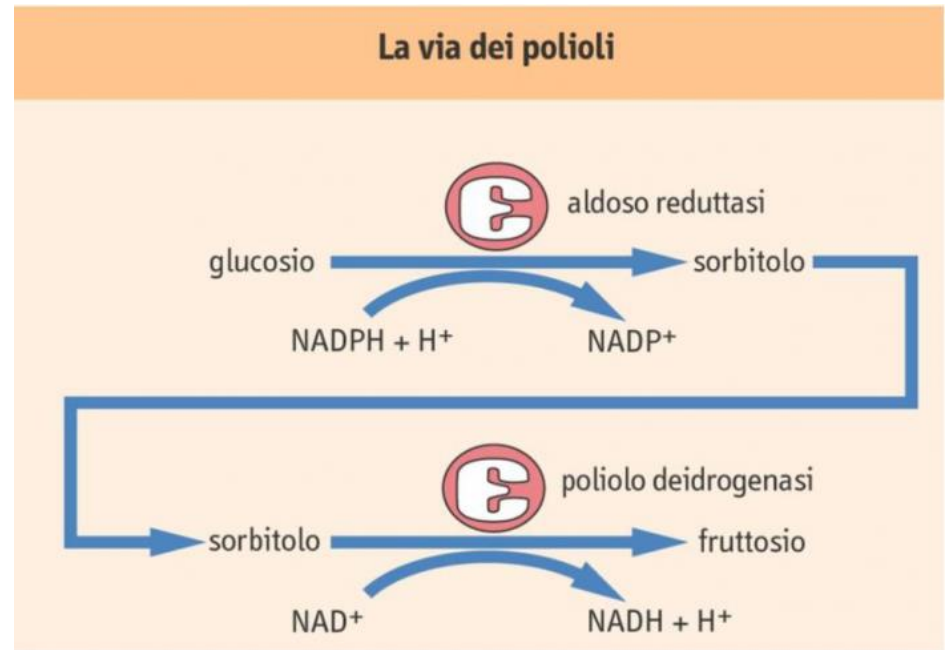 La via dei polioli
aldoso reduttasi
glucosio
sorbitolo
NADPH + H⁺
NADP⁺
poliolo deidrogenasi
sorbitolo
fruttosio
NAD⁺
NADH + H⁺